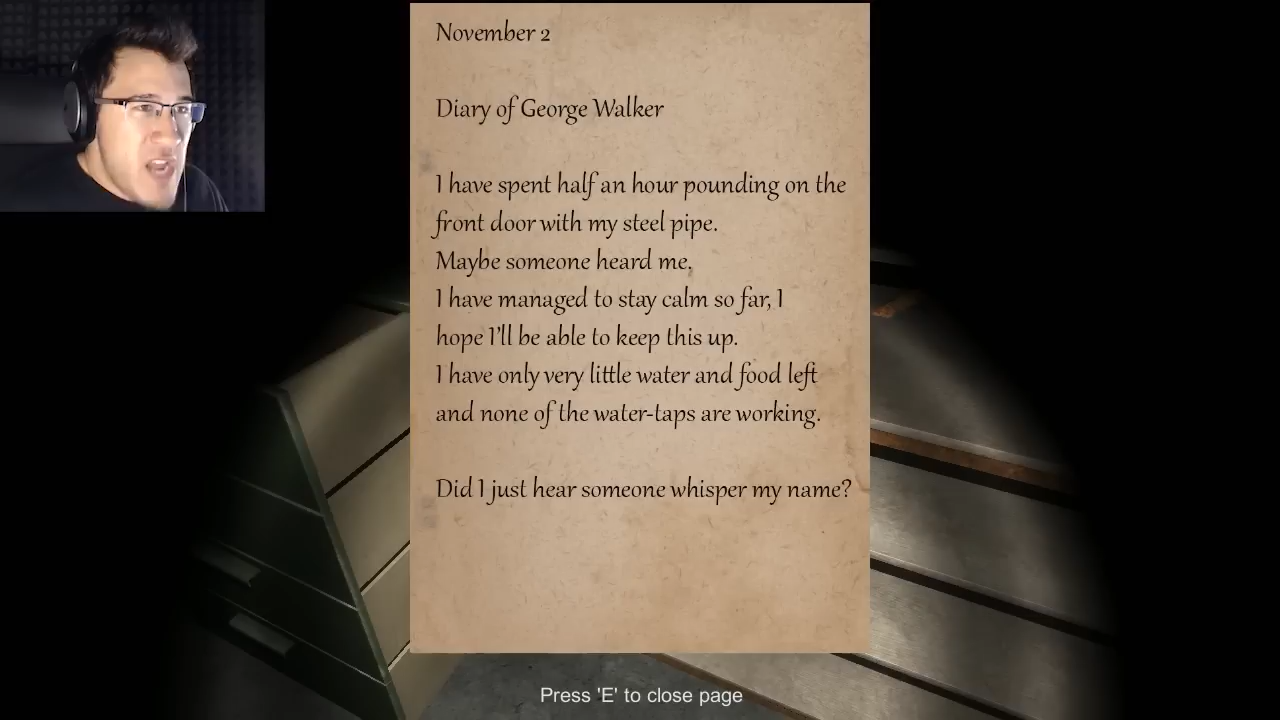 November 2
Diary of George Walker
I have spent half an hour pounding on the
front door with my steel pipe.
Maybe someone heard me.
I have managed to stay calm so far, I
hope I'll be able to keep this up.
I have only very little water and food left
and none of the water-taps are working.
Did I just hear someone whisper my name?
Press 'E' to close page